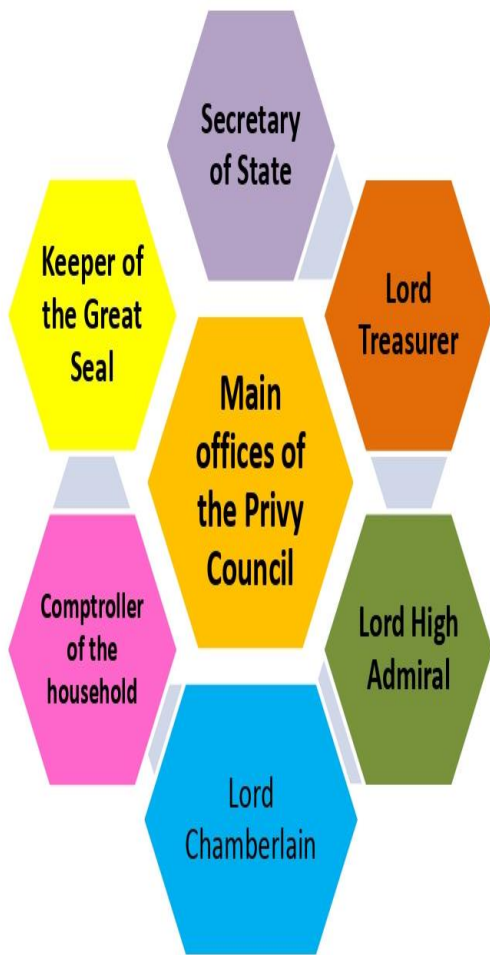 Secretary
of State
Keeper of
the Great
Seal
Lord
Treasurer
Main
offices of
the Privy
Council
Comptroller
of the
household
Lord High
Admiral
Lord
Chamberlain